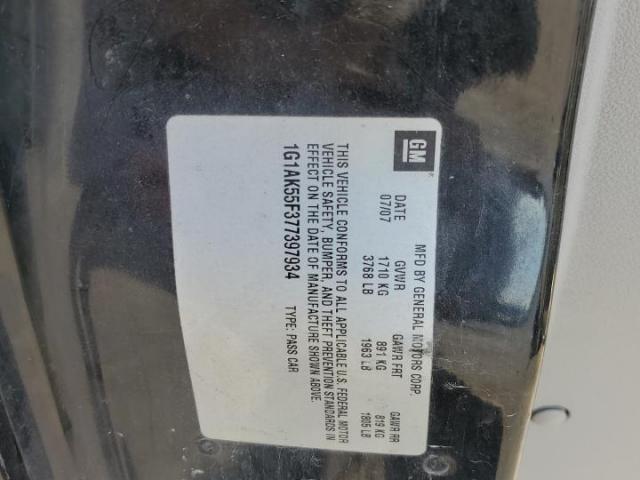 GM
MFD BY GENERAL MOTORS CORP.
DATE GVWR GAWR FRT GAWR RR
07/07 1710 KG 891 KG 819 KG
3768 LB 1963 LB 1805 LB
THIS VEHICLE CONFORMS TO ALL APPLICABLE U.S. FEDERAL MOTOR
VEHICLE SAFETY, BUMPER, AND THEFT PREVENTION STANDARDS IN
EFFECT ON THE DATE OF MANUFACTURE SHOWN ABOVE.
1G1AK55F377397934 TYPE: PASS CAR